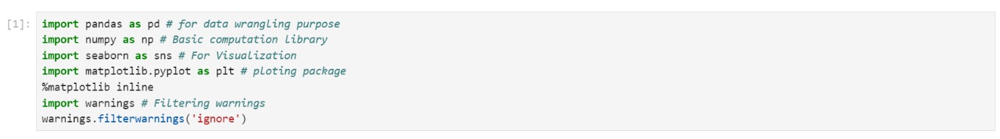 [1]: import pandas as pd # for data wrangling purpose
import numpy as np # Basic computation library
import seaborn as sns # For Visualization
import matplotlib.pyplot as plt # ploting package
%matplotlib inline
import warnings # Filtering warnings
warnings.filterwarnings('ignore')